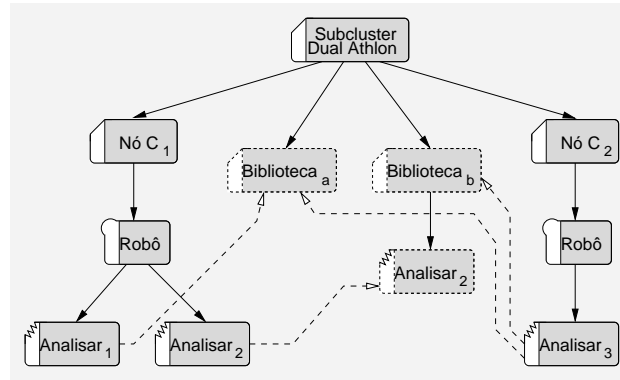 Subcluster
Dual Athlon
Nó C 1
Biblioteca a
Biblioteca b
Nó C 2
Robô
Analisar 2
Robô
Analisar 1
Analisar 2
Analisar 3